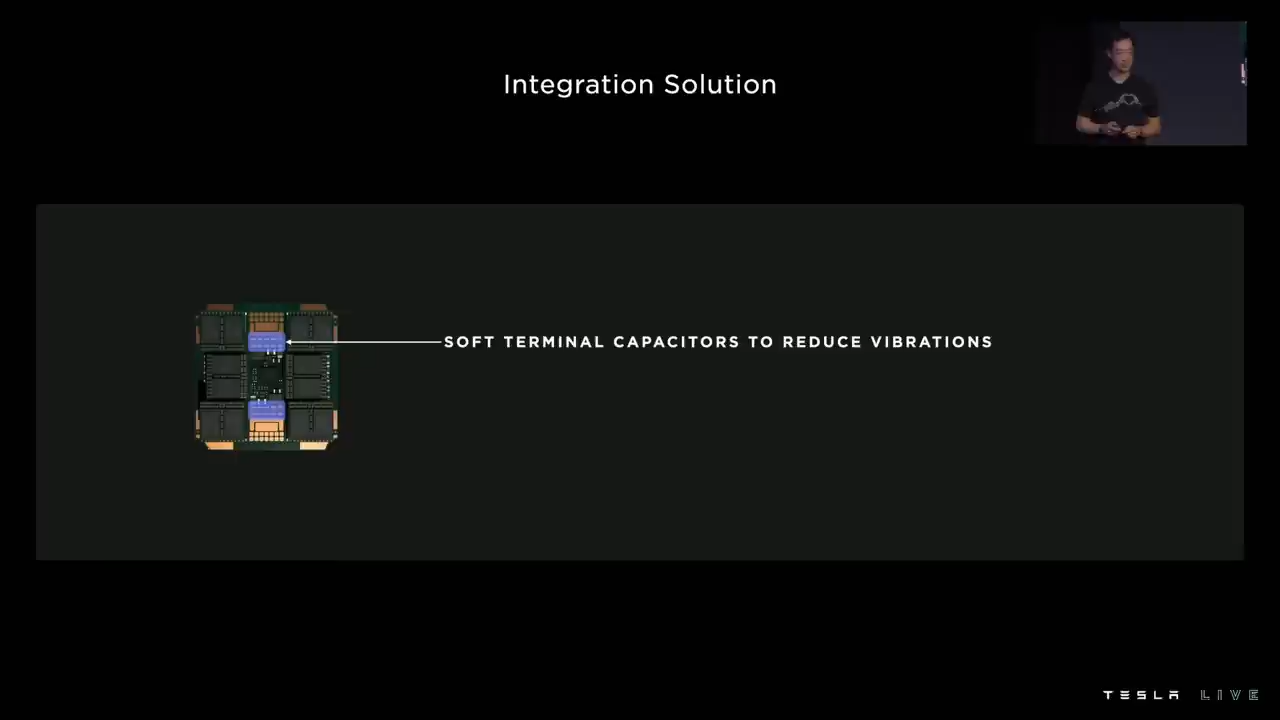 Integration Solution
SOFT TERMINAL CAPACITORS TO REDUCE VIBRATIONS
TESLA LIVE